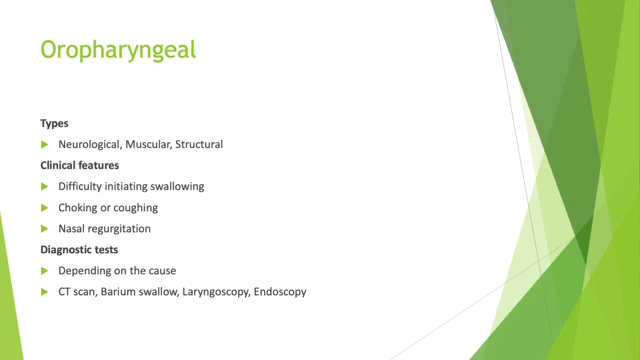 Oropharyngeal
Types
Neurological, Muscular, Structural
Clinical features
Difficulty initiating swallowing
Choking or coughing
Nasal regurgitation
Diagnostic tests
Depending on the cause
CT scan, Barium swallow, Laryngoscopy, Endoscopy